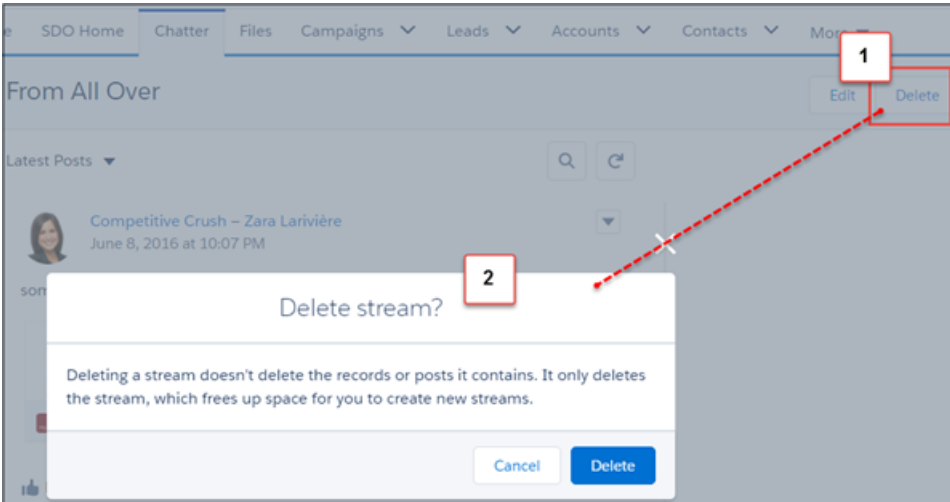 e SDO Home Chatter Files Campaigns Leads Accounts Contacts More
1
From All Over
Edit Delete
Latest Posts
Competitive Crush – Zara Larivière
June 8, 2016 at 10:07 PM
2
som
Delete stream?
Deleting a stream doesn't delete the records or posts it contains. It only deletes
the stream, which frees up space for you to create new streams.
Cancel Delete